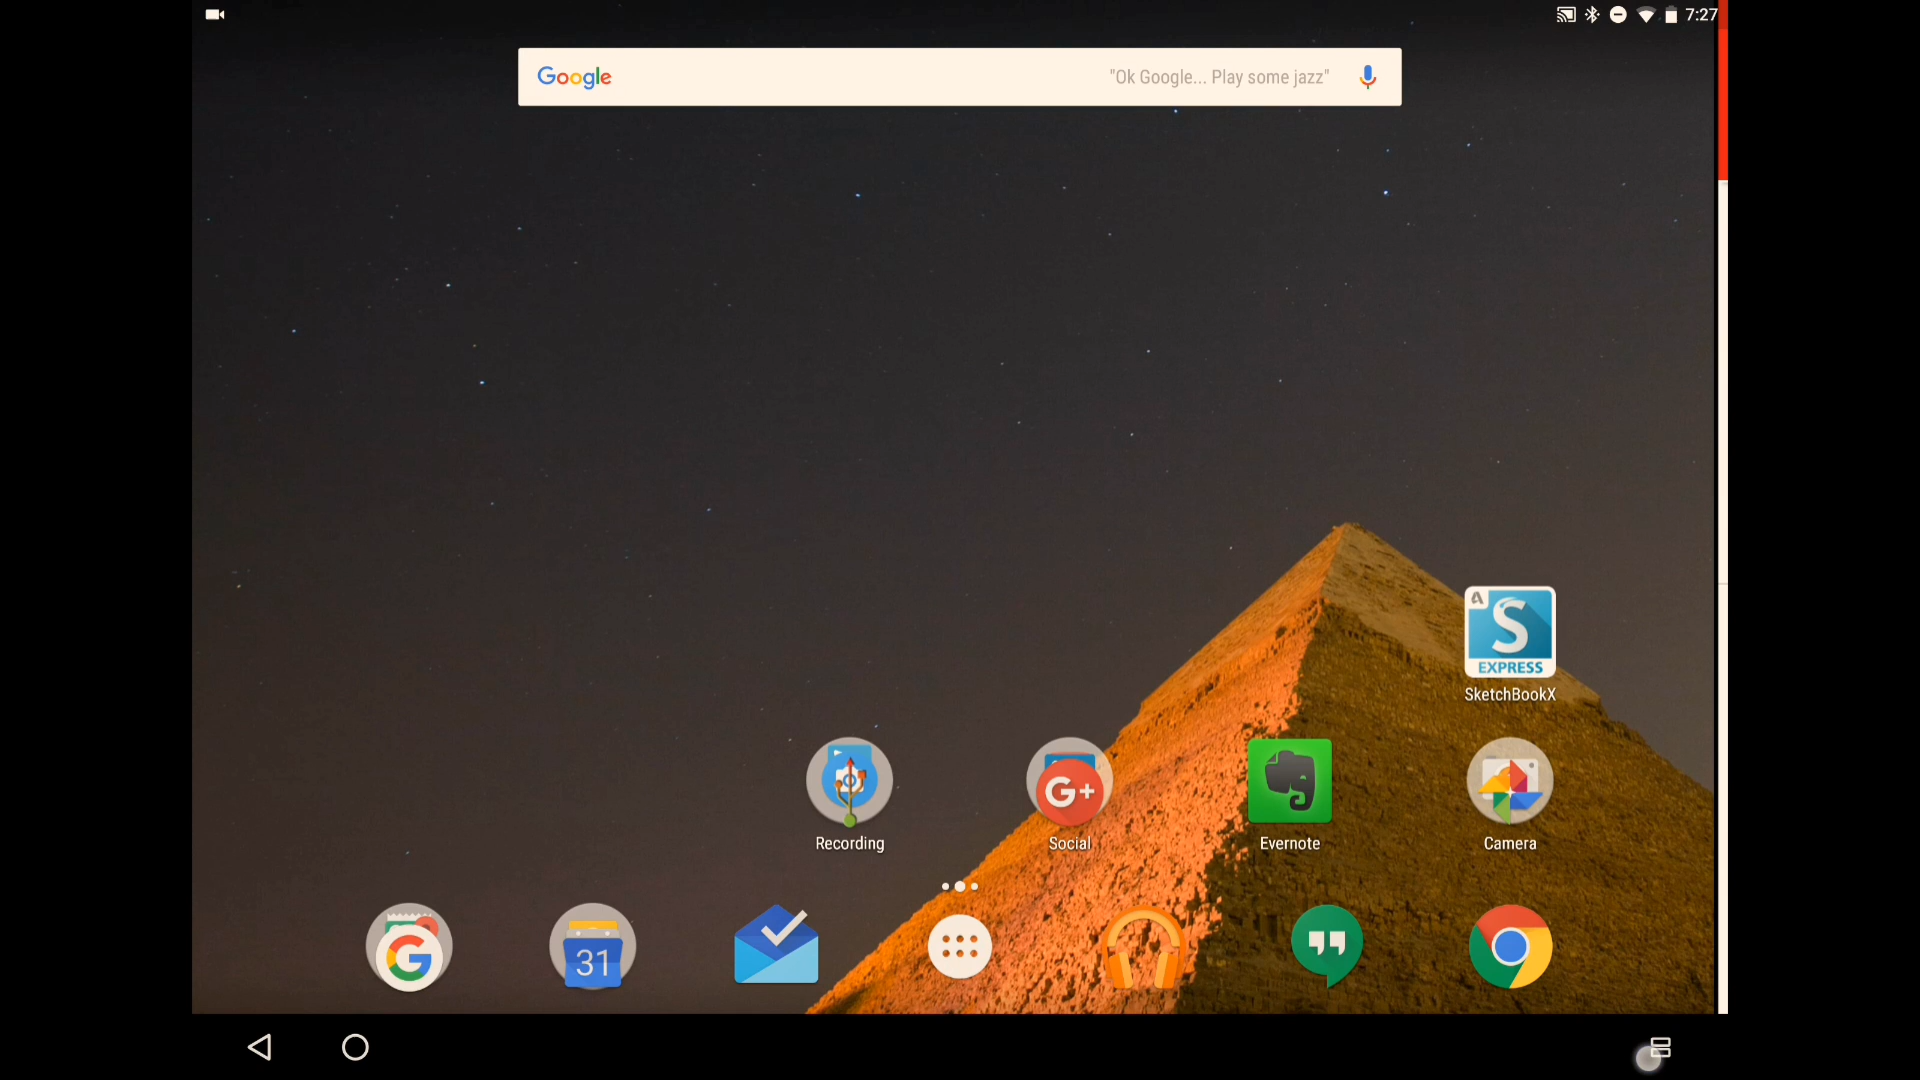 7:27
Google "Ok Google... Play some jazz"
A
S
EXPRESS
SketchBookX
G+
Recording
Social
Evernote
Camera
G
31